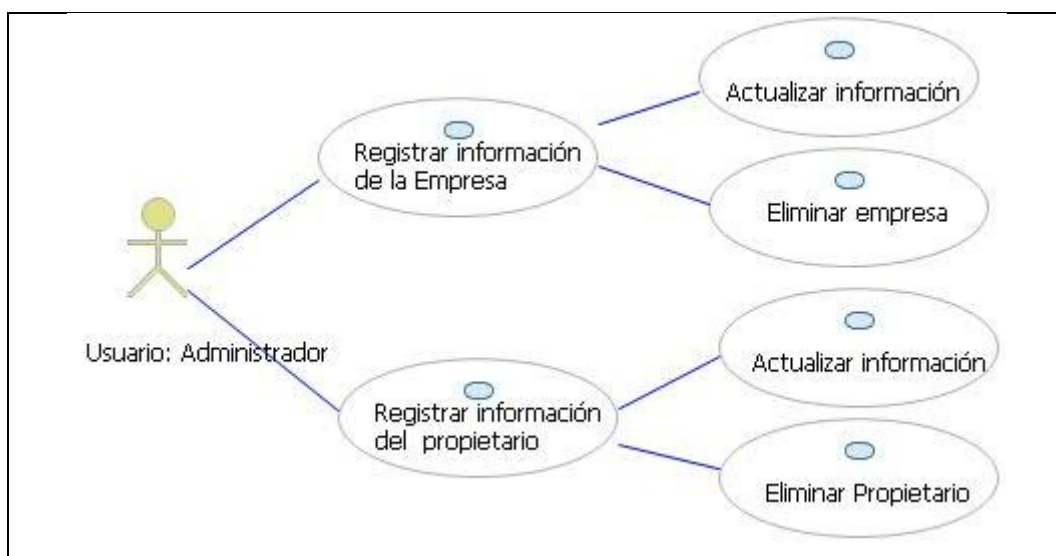 Actualizar información
Registrar información
de la Empresa
Eliminar empresa
Usuario: Administrador
Actualizar información
Registrar información
del propietario
Eliminar Propietario